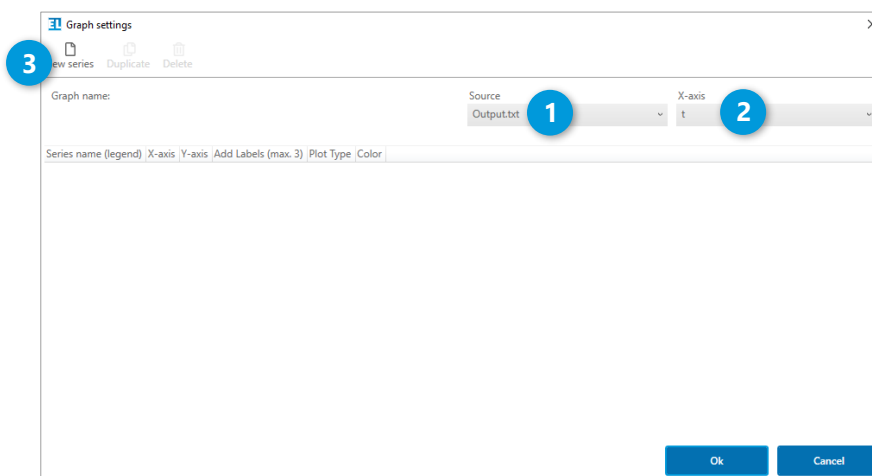 Graph settings
3
ew series Duplicate Delete
Graph name:
Source
X-axis
Output.txt
1
t
2
Series name (legend) X-axis Y-axis Add Labels (max. 3) Plot Type Color
Ok
Cancel